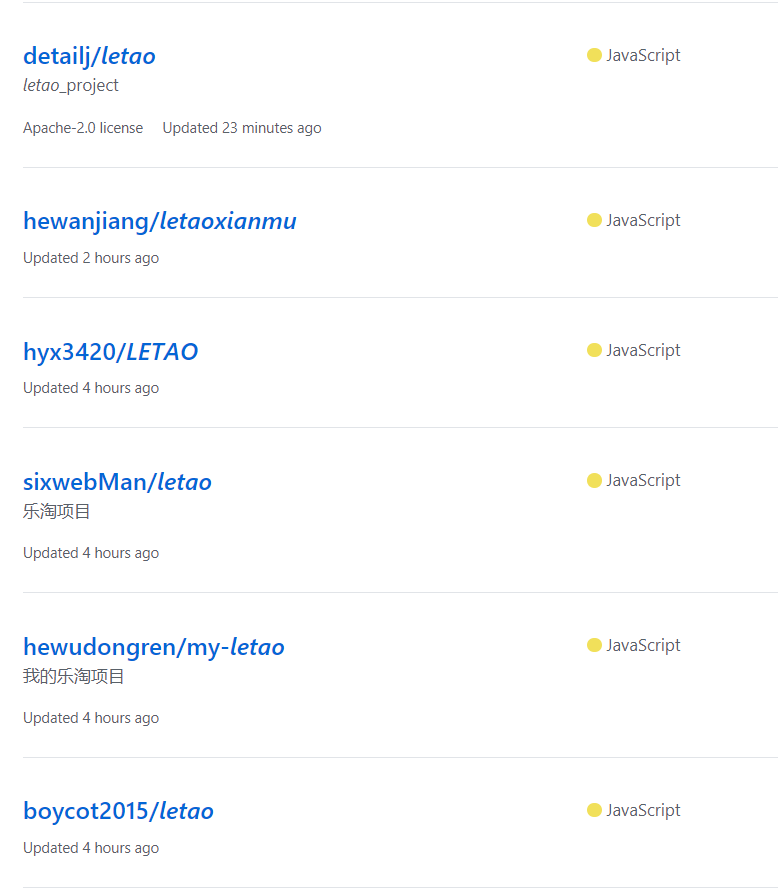 detailj/letao
JavaScript
letao_project
Apache-2.0 license Updated 23 minutes ago
hewanjiang/letaoxianmu
JavaScript
Updated 2 hours ago
hyx3420/LETAO
JavaScript
Updated 4 hours ago
sixwebMan/letao
JavaScript
乐淘项目
Updated 4 hours ago
hewudongren/my-letao
JavaScript
我的乐淘项目
Updated 4 hours ago
boycot2015/letao
JavaScript
Updated 4 hours ago